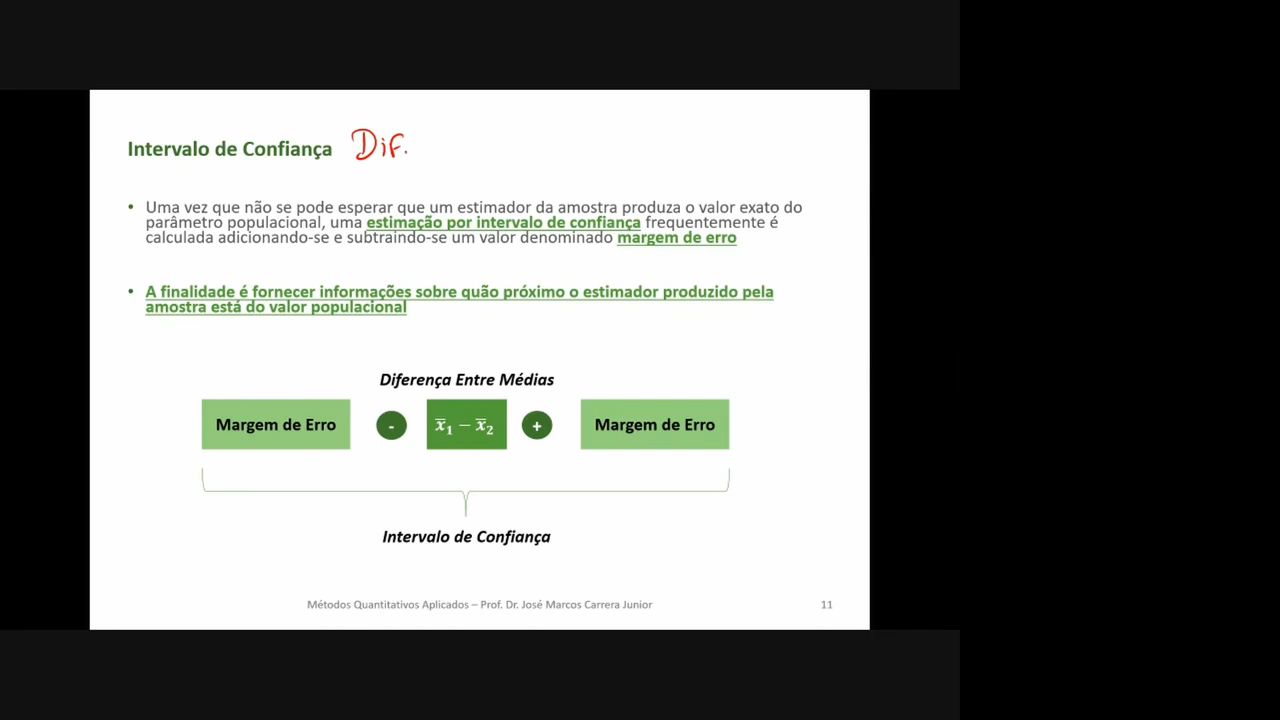 Intervalo de Confiança Dif.
• Uma vez que não se pode esperar que um estimador da amostra produza o valor exato do
parâmetro populacional, uma estimação por intervalo de confiança frequentemente é
calculada adicionando-se e subtraindo-se um valor denominado margem de erro
• A finalidade é fornecer informações sobre quão próximo o estimador produzido pela
amostra está do valor populacional
Diferença Entre Médias
Margem de Erro - x̅₁ − x̅₂ + Margem de Erro
Intervalo de Confiança
Métodos Quantitativos Aplicados – Prof. Dr. José Marcos Carrera Junior 11